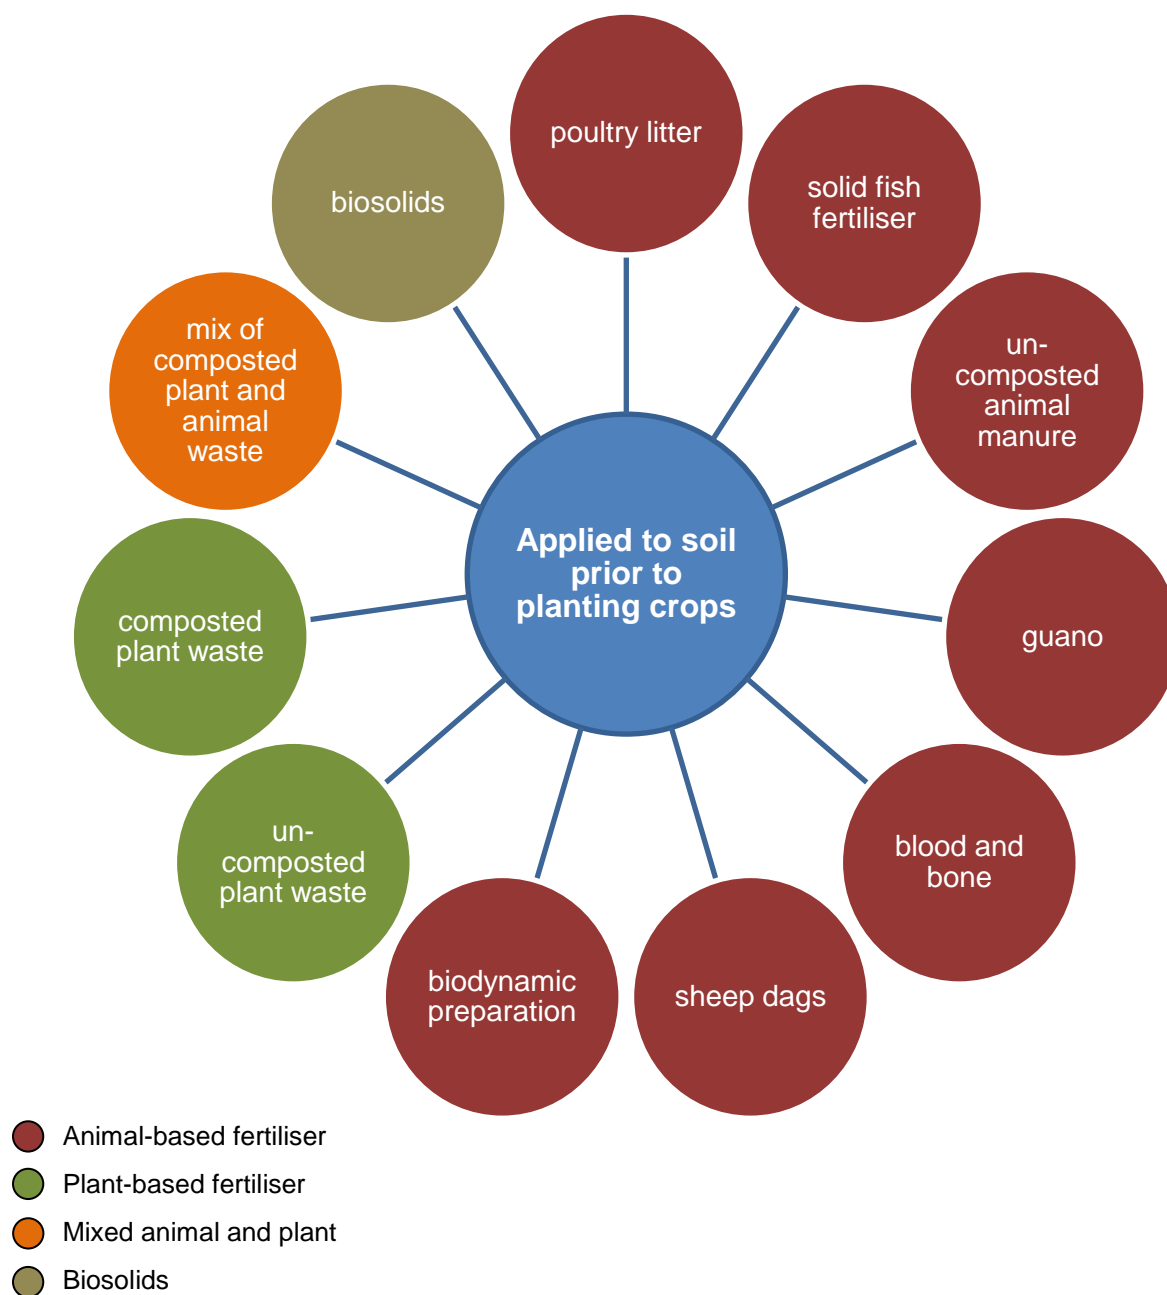 poultry litter
solid fish
fertiliser
un-
composted
animal
manure
guano
blood and
bone
sheep dags
biodynamic
preparation
un-
composted
plant waste
composted
plant waste
mix of
composted
plant and
animal
waste
biosolids
Applied to soil
prior to
planting crops
Animal-based fertiliser
Plant-based fertiliser
Mixed animal and plant
Biosolids